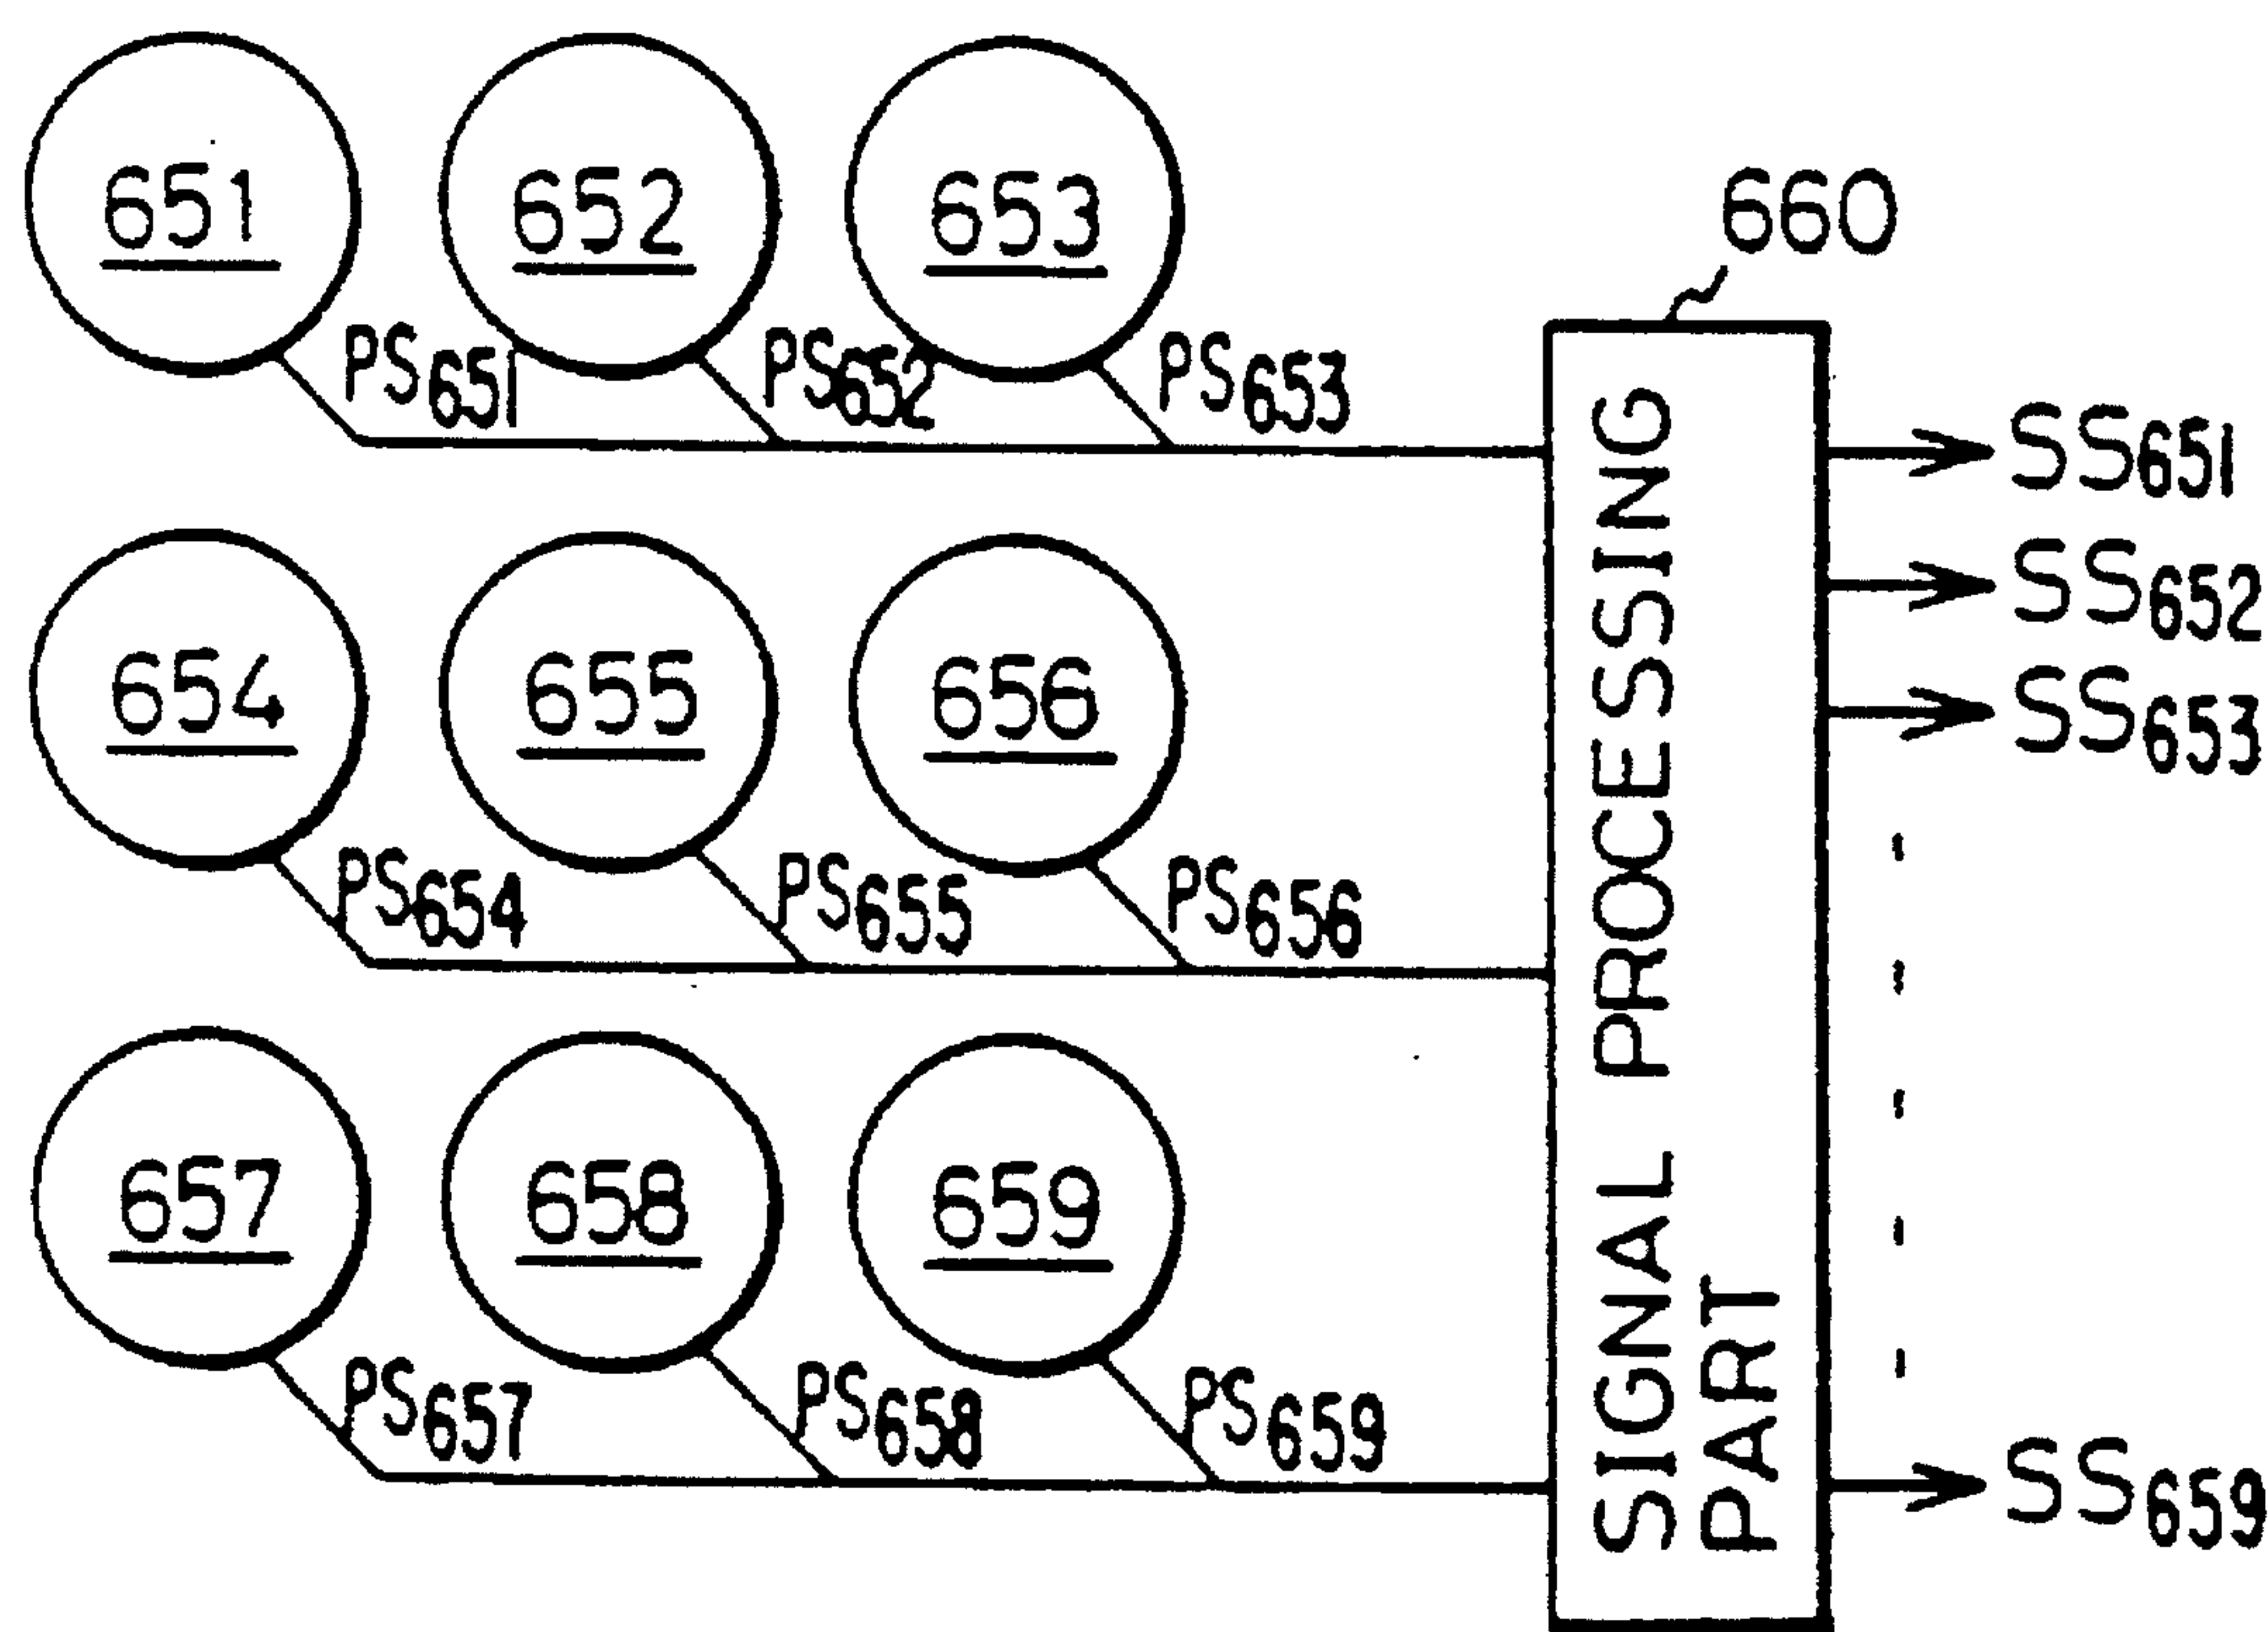 651 652 653
660
PS651 PS652 PS653
SS651
SS652
SS653
654 655 656
PS654 PS655 PS656
657 658 659
PS657 PS658 PS659
SS659
SIGNAL PROCESSING
PART